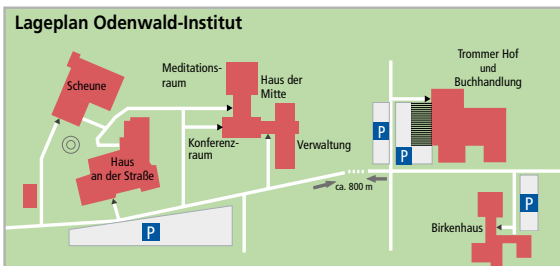 Lageplan Odenwald-Institut
Scheune
Meditations-
raum
Haus der
Mitte
Trommer Hof
und
Buchhandlung
Konferenz-
raum
Verwaltung
Haus
an der Straße
P
P
ca. 800 m
P
Birkenhaus
P